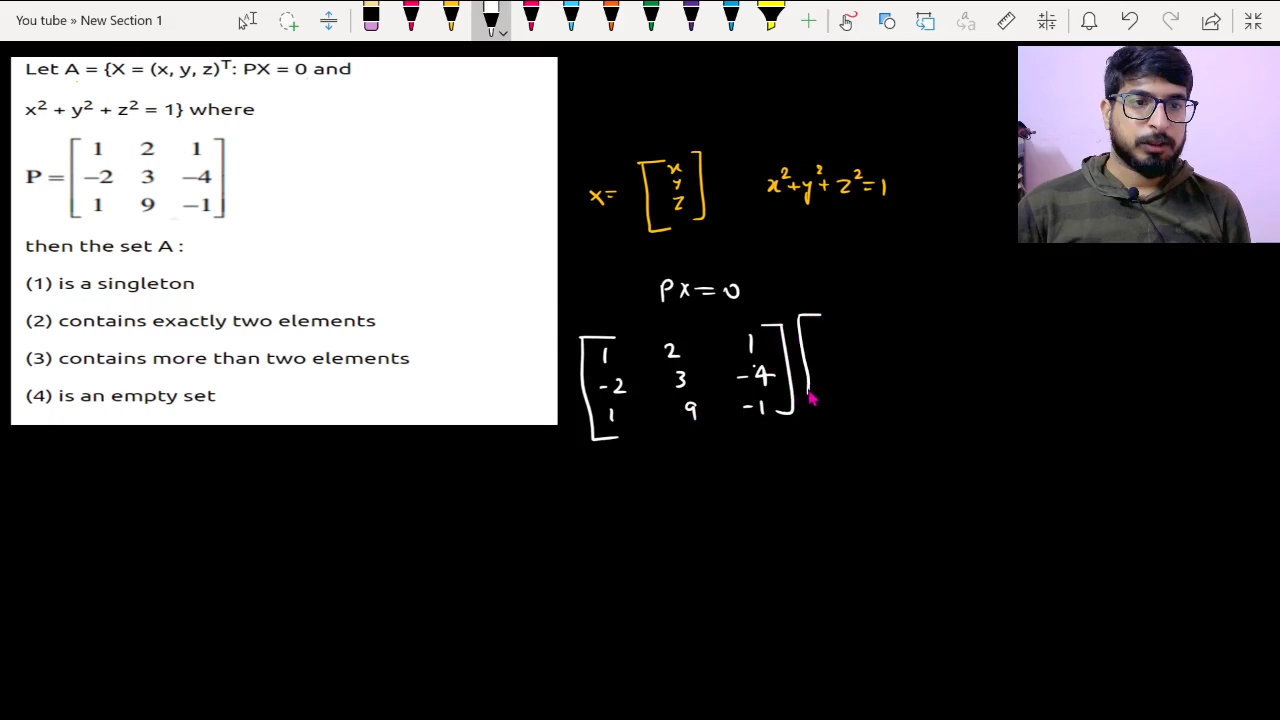 You tube » New Section 1
Let A = {X = (x, y, z)ᵀ: PX = 0 and
x² + y² + z² = 1} where
P = [ 1 2 1
−2 3 −4
1 9 −1 ]
then the set A :
(1) is a singleton
(2) contains exactly two elements
(3) contains more than two elements
(4) is an empty set
x = [ x
y
z ]
x² + y² + z² = 1
PX = 0
[ 1 2 1
-2 3 -4
1 9 -1 ] [